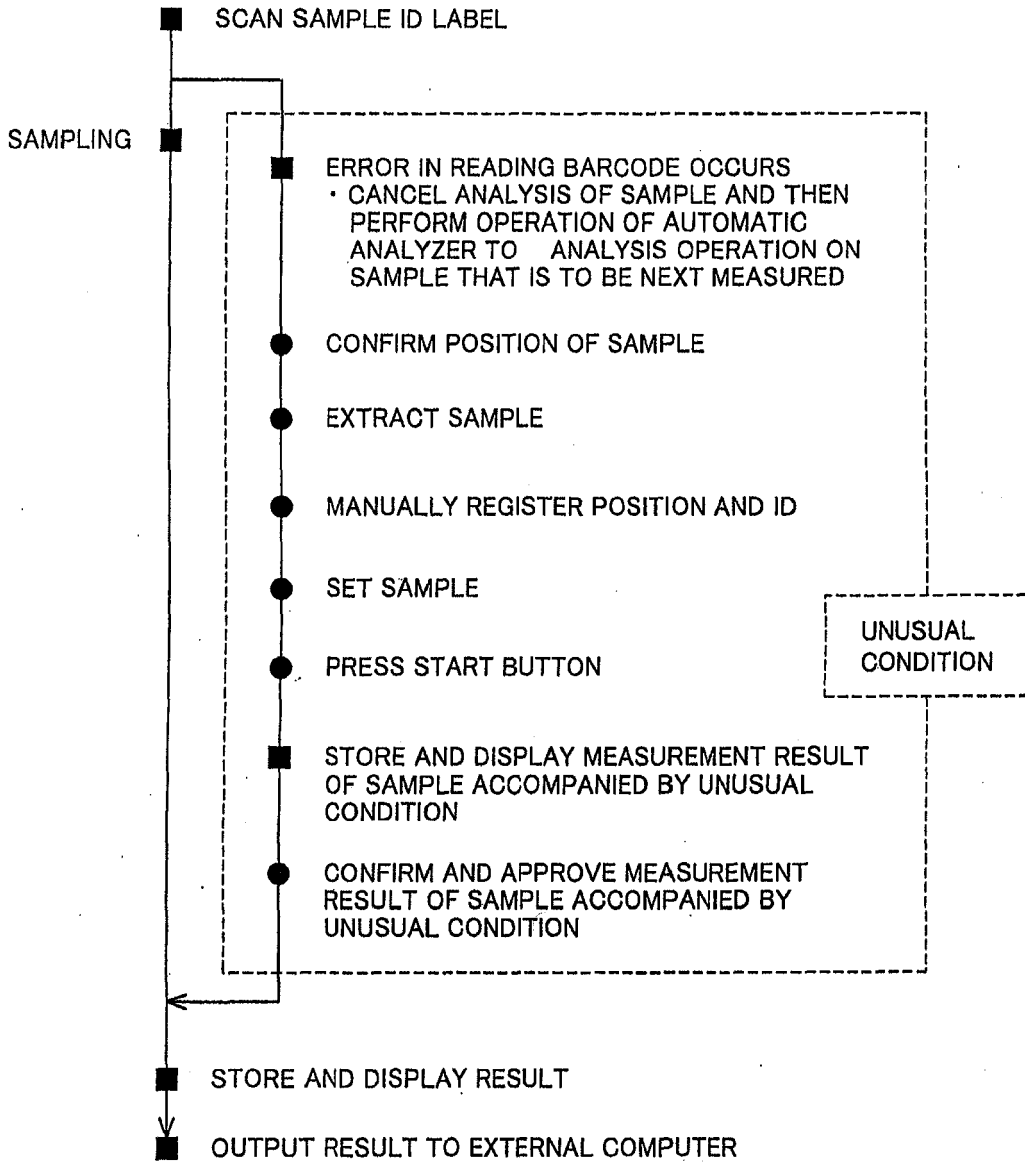 SCAN SAMPLE ID LABEL
SAMPLING
ERROR IN READING BARCODE OCCURS
・CANCEL ANALYSIS OF SAMPLE AND THEN
PERFORM OPERATION OF AUTOMATIC
ANALYZER TO ANALYSIS OPERATION ON
SAMPLE THAT IS TO BE NEXT MEASURED
CONFIRM POSITION OF SAMPLE
EXTRACT SAMPLE
MANUALLY REGISTER POSITION AND ID
SET SAMPLE
UNUSUAL
CONDITION
PRESS START BUTTON
STORE AND DISPLAY MEASUREMENT RESULT
OF SAMPLE ACCOMPANIED BY UNUSUAL
CONDITION
CONFIRM AND APPROVE MEASUREMENT
RESULT OF SAMPLE ACCOMPANIED BY
UNUSUAL CONDITION
STORE AND DISPLAY RESULT
OUTPUT RESULT TO EXTERNAL COMPUTER